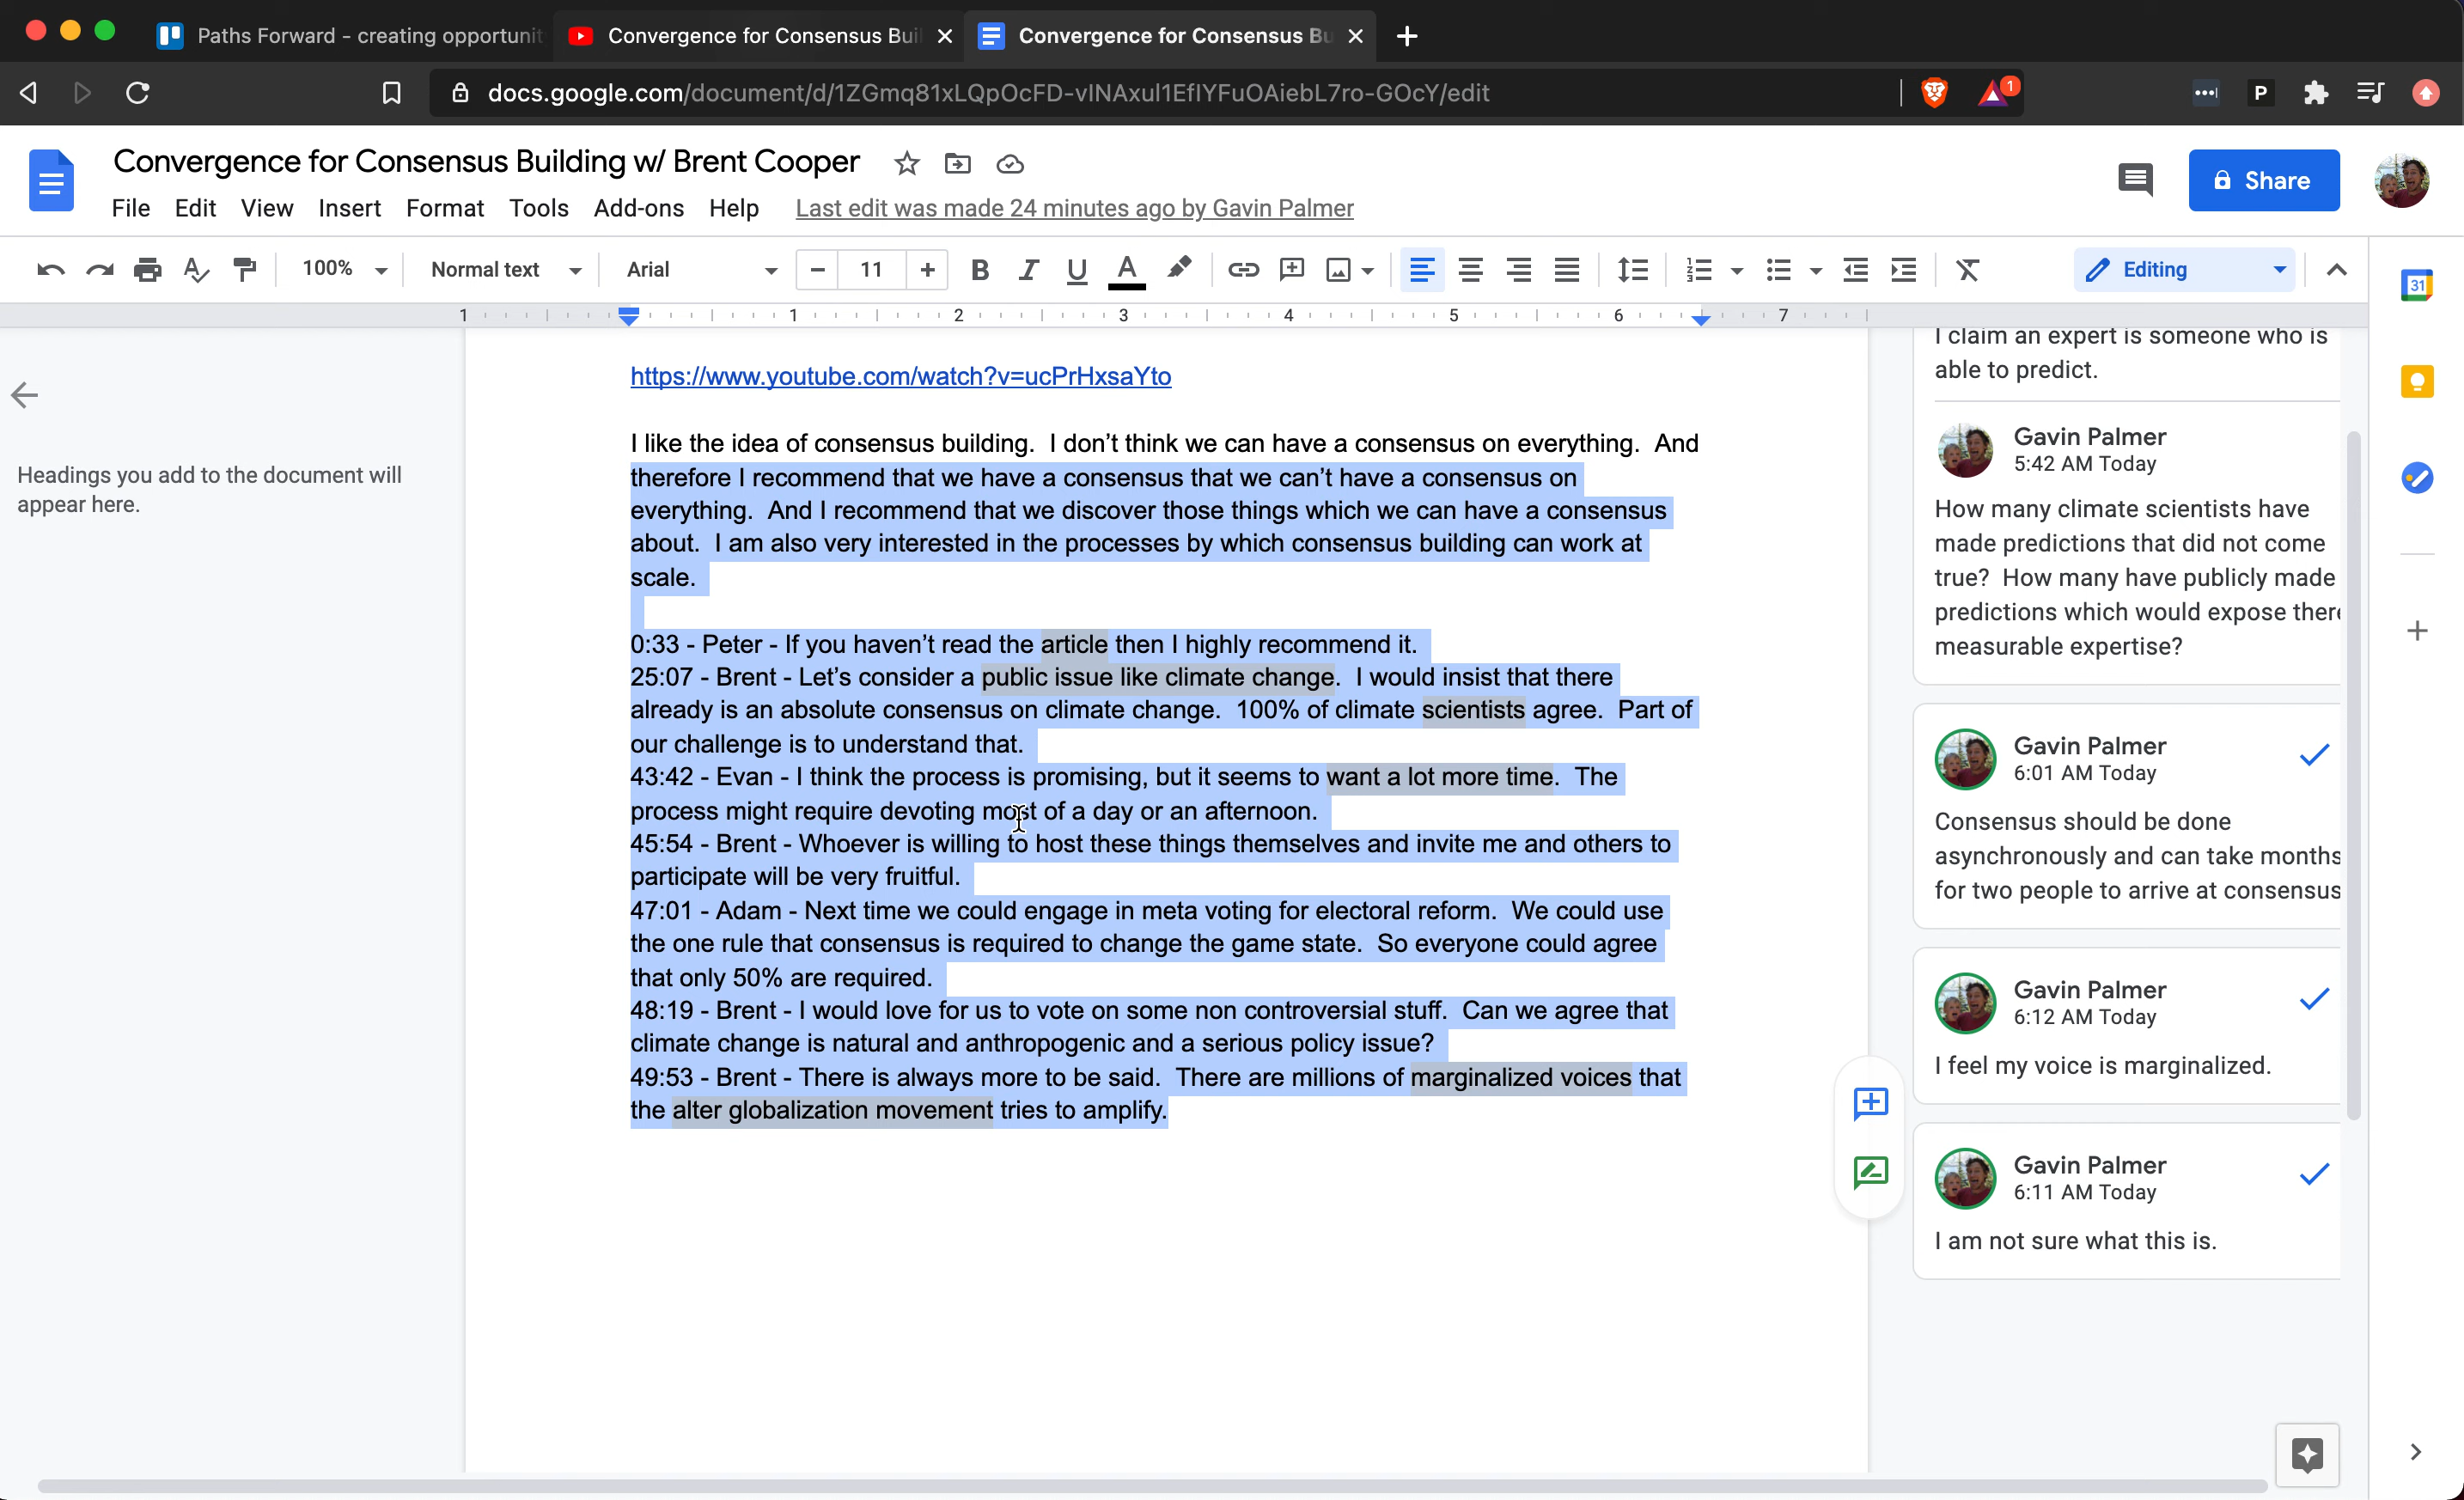 Paths Forward - creating opportunit
Convergence for Consensus Bui
Convergence for Consensus Bu
docs.google.com/document/d/1ZGmq81xLQpOcFD-vINAxul1EfIYFuOAiebL7ro-GOcY/edit
1
P
Convergence for Consensus Building w/ Brent Cooper
Share
File Edit View Insert Format Tools Add-ons Help Last edit was made 24 minutes ago by Gavin Palmer
100% Normal text Arial 11 B I U A Editing
31
1 1 2 3 4 5 6 7
Headings you add to the document will
appear here.
https://www.youtube.com/watch?v=ucPrHxsaYto
I like the idea of consensus building.  I don't think we can have a consensus on everything.  And
therefore I recommend that we have a consensus that we can't have a consensus on
everything.  And I recommend that we discover those things which we can have a consensus
about.  I am also very interested in the processes by which consensus building can work at
scale.
0:33 - Peter - If you haven't read the article then I highly recommend it.
25:07 - Brent - Let's consider a public issue like climate change.  I would insist that there
already is an absolute consensus on climate change.  100% of climate scientists agree.  Part of
our challenge is to understand that.
43:42 - Evan - I think the process is promising, but it seems to want a lot more time.  The
process might require devoting most of a day or an afternoon.
45:54 - Brent - Whoever is willing to host these things themselves and invite me and others to
participate will be very fruitful.
47:01 - Adam - Next time we could engage in meta voting for electoral reform.  We could use
the one rule that consensus is required to change the game state.  So everyone could agree
that only 50% are required.
48:19 - Brent - I would love for us to vote on some non controversial stuff.  Can we agree that
climate change is natural and anthropogenic and a serious policy issue?
49:53 - Brent - There is always more to be said.  There are millions of marginalized voices that
the alter globalization movement tries to amplify.
I claim an expert is someone who is
able to predict.
Gavin Palmer
5:42 AM Today
How many climate scientists have
made predictions that did not come
true?  How many have publicly made
predictions which would expose there
measurable expertise?
Gavin Palmer
6:01 AM Today
Consensus should be done
asynchronously and can take months
for two people to arrive at consensus
Gavin Palmer
6:12 AM Today
I feel my voice is marginalized.
Gavin Palmer
6:11 AM Today
I am not sure what this is.